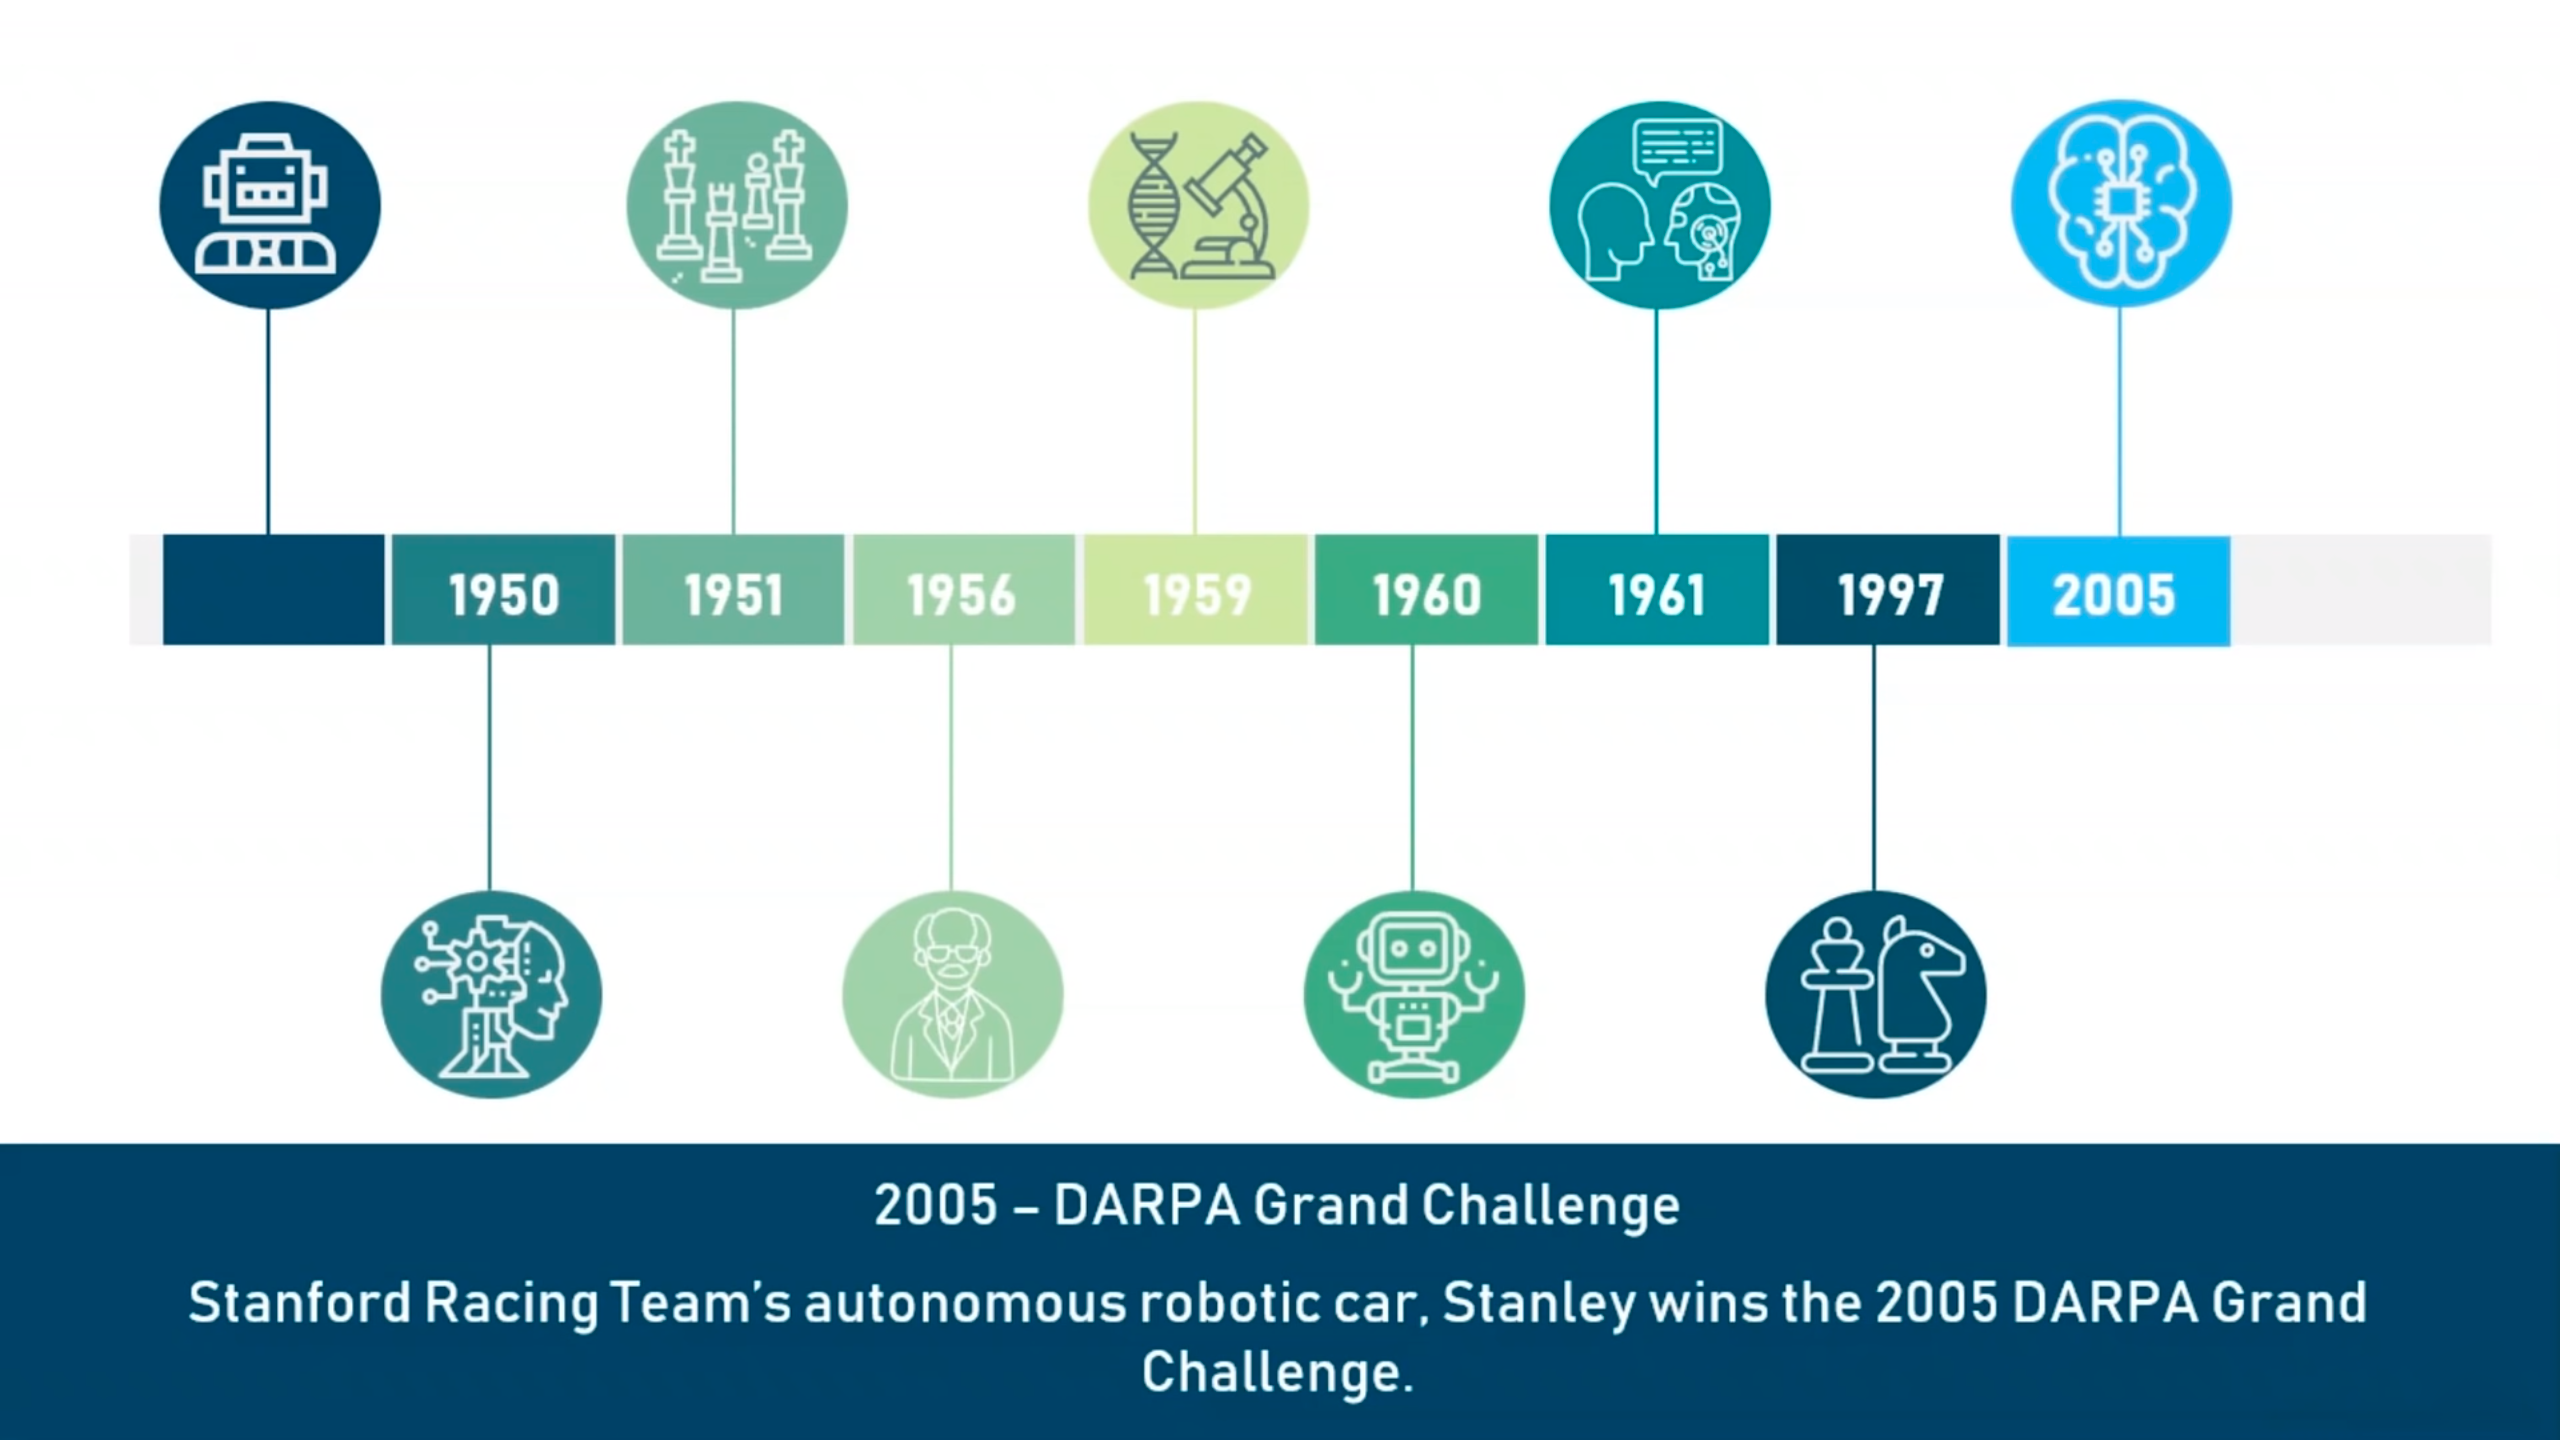 1950
1951
1956
1959
1960
1961
1997
2005
2005 – DARPA Grand Challenge
Stanford Racing Team's autonomous robotic car, Stanley wins the 2005 DARPA Grand
Challenge.